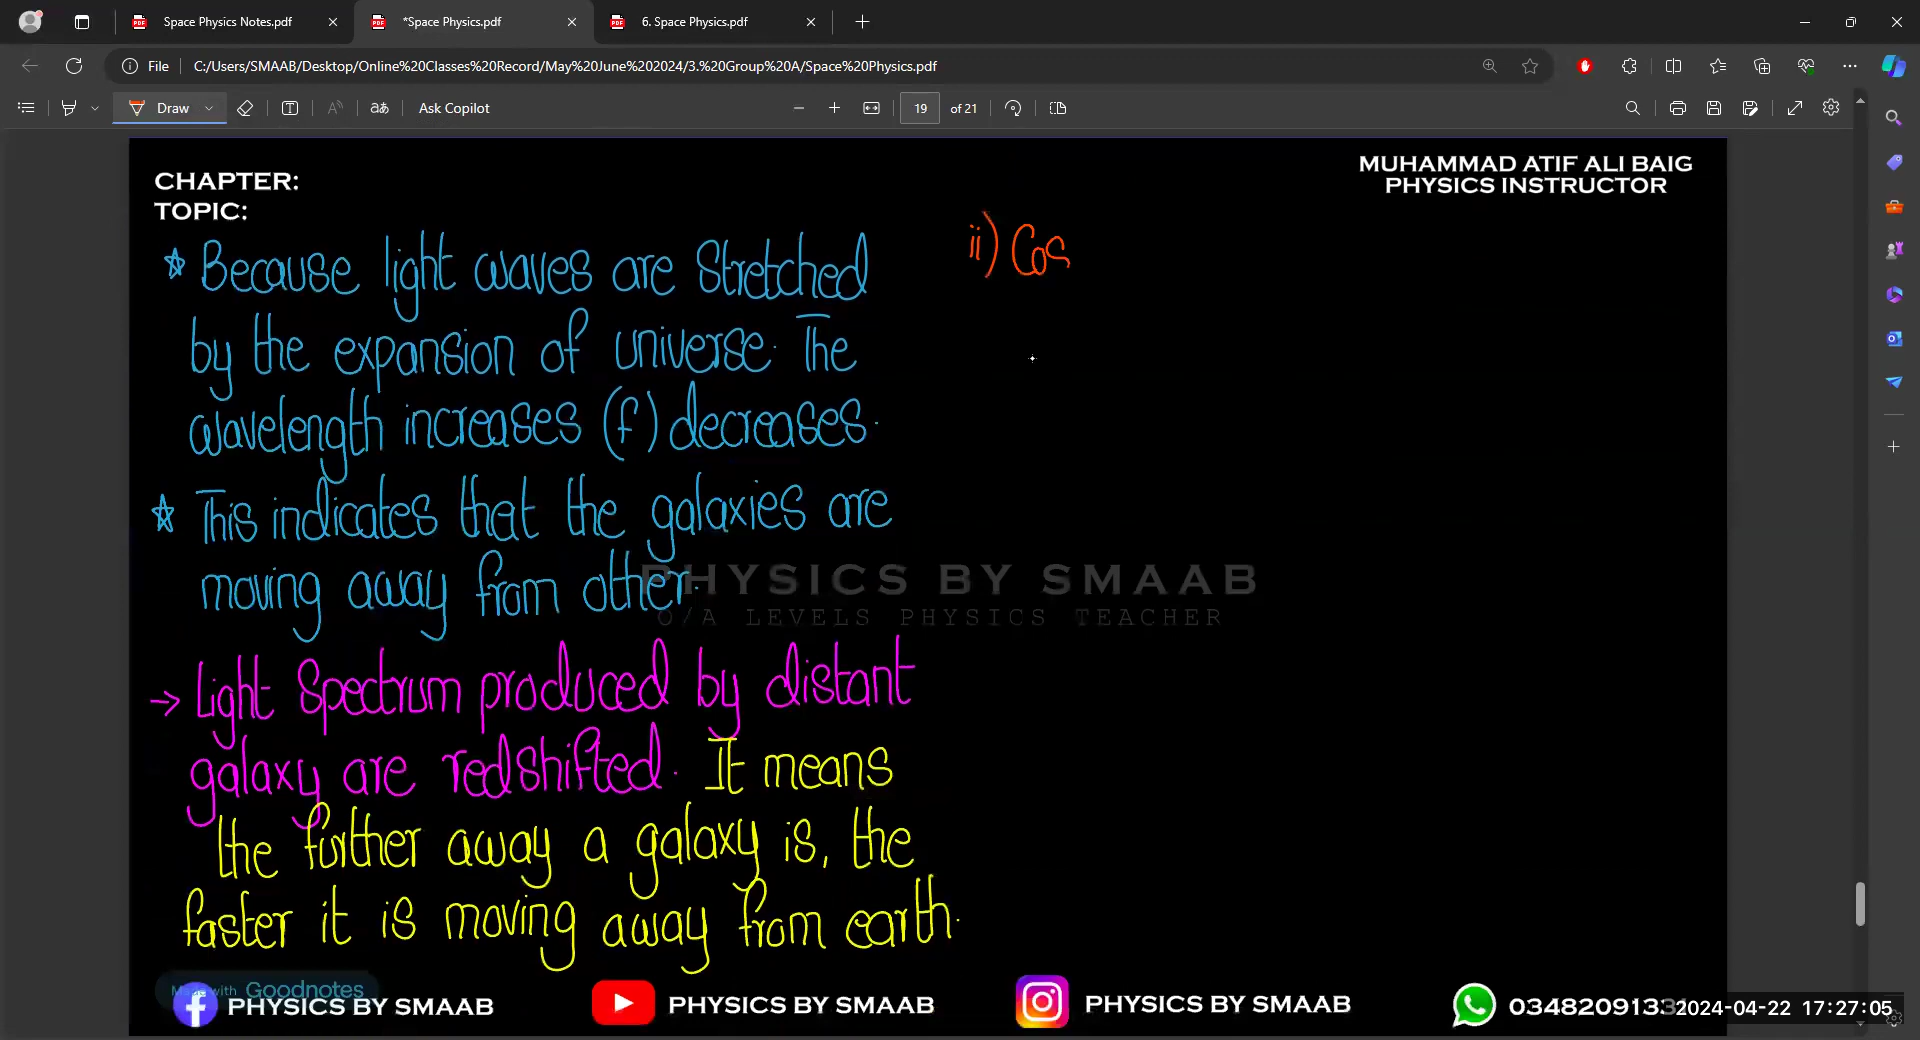 Space Physics Notes.pdf
*Space Physics.pdf
6. Space Physics.pdf
File
C:/Users/SMAAB/Desktop/Online%20Classes%20Record/May%20June%202024/3.%20Group%20A/Space%20Physics.pdf
Draw
aあ
Ask Copilot
19 of 21
CHAPTER:
TOPIC:
MUHAMMAD ATIF ALI BAIG
PHYSICS INSTRUCTOR
☆ Because light waves are stretched
by the expansion of universe. The
wavelength increases (f) decreases.
☆ This indicates that the galaxies are
moving away from other.
→ Light spectrum produced by distant
galaxy are redshifted. It means
the further away a galaxy is, the
faster it is moving away from earth.
ii) Cos
PHYSICS BY SMAAB
O/A LEVELS PHYSICS TEACHER
Made with Goodnotes
PHYSICS BY SMAAB
PHYSICS BY SMAAB
PHYSICS BY SMAAB
2024-04-22 17:27:05